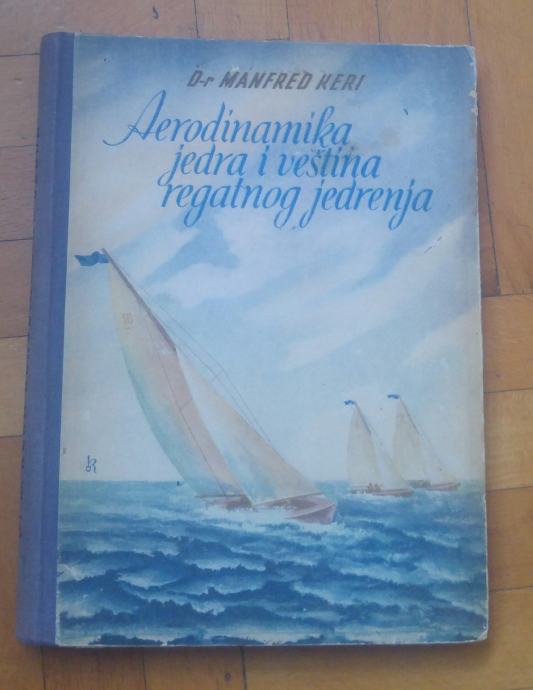 D-r MANFRED KERI
Aerodinamika
jedra i veština
regatnog jedrenja